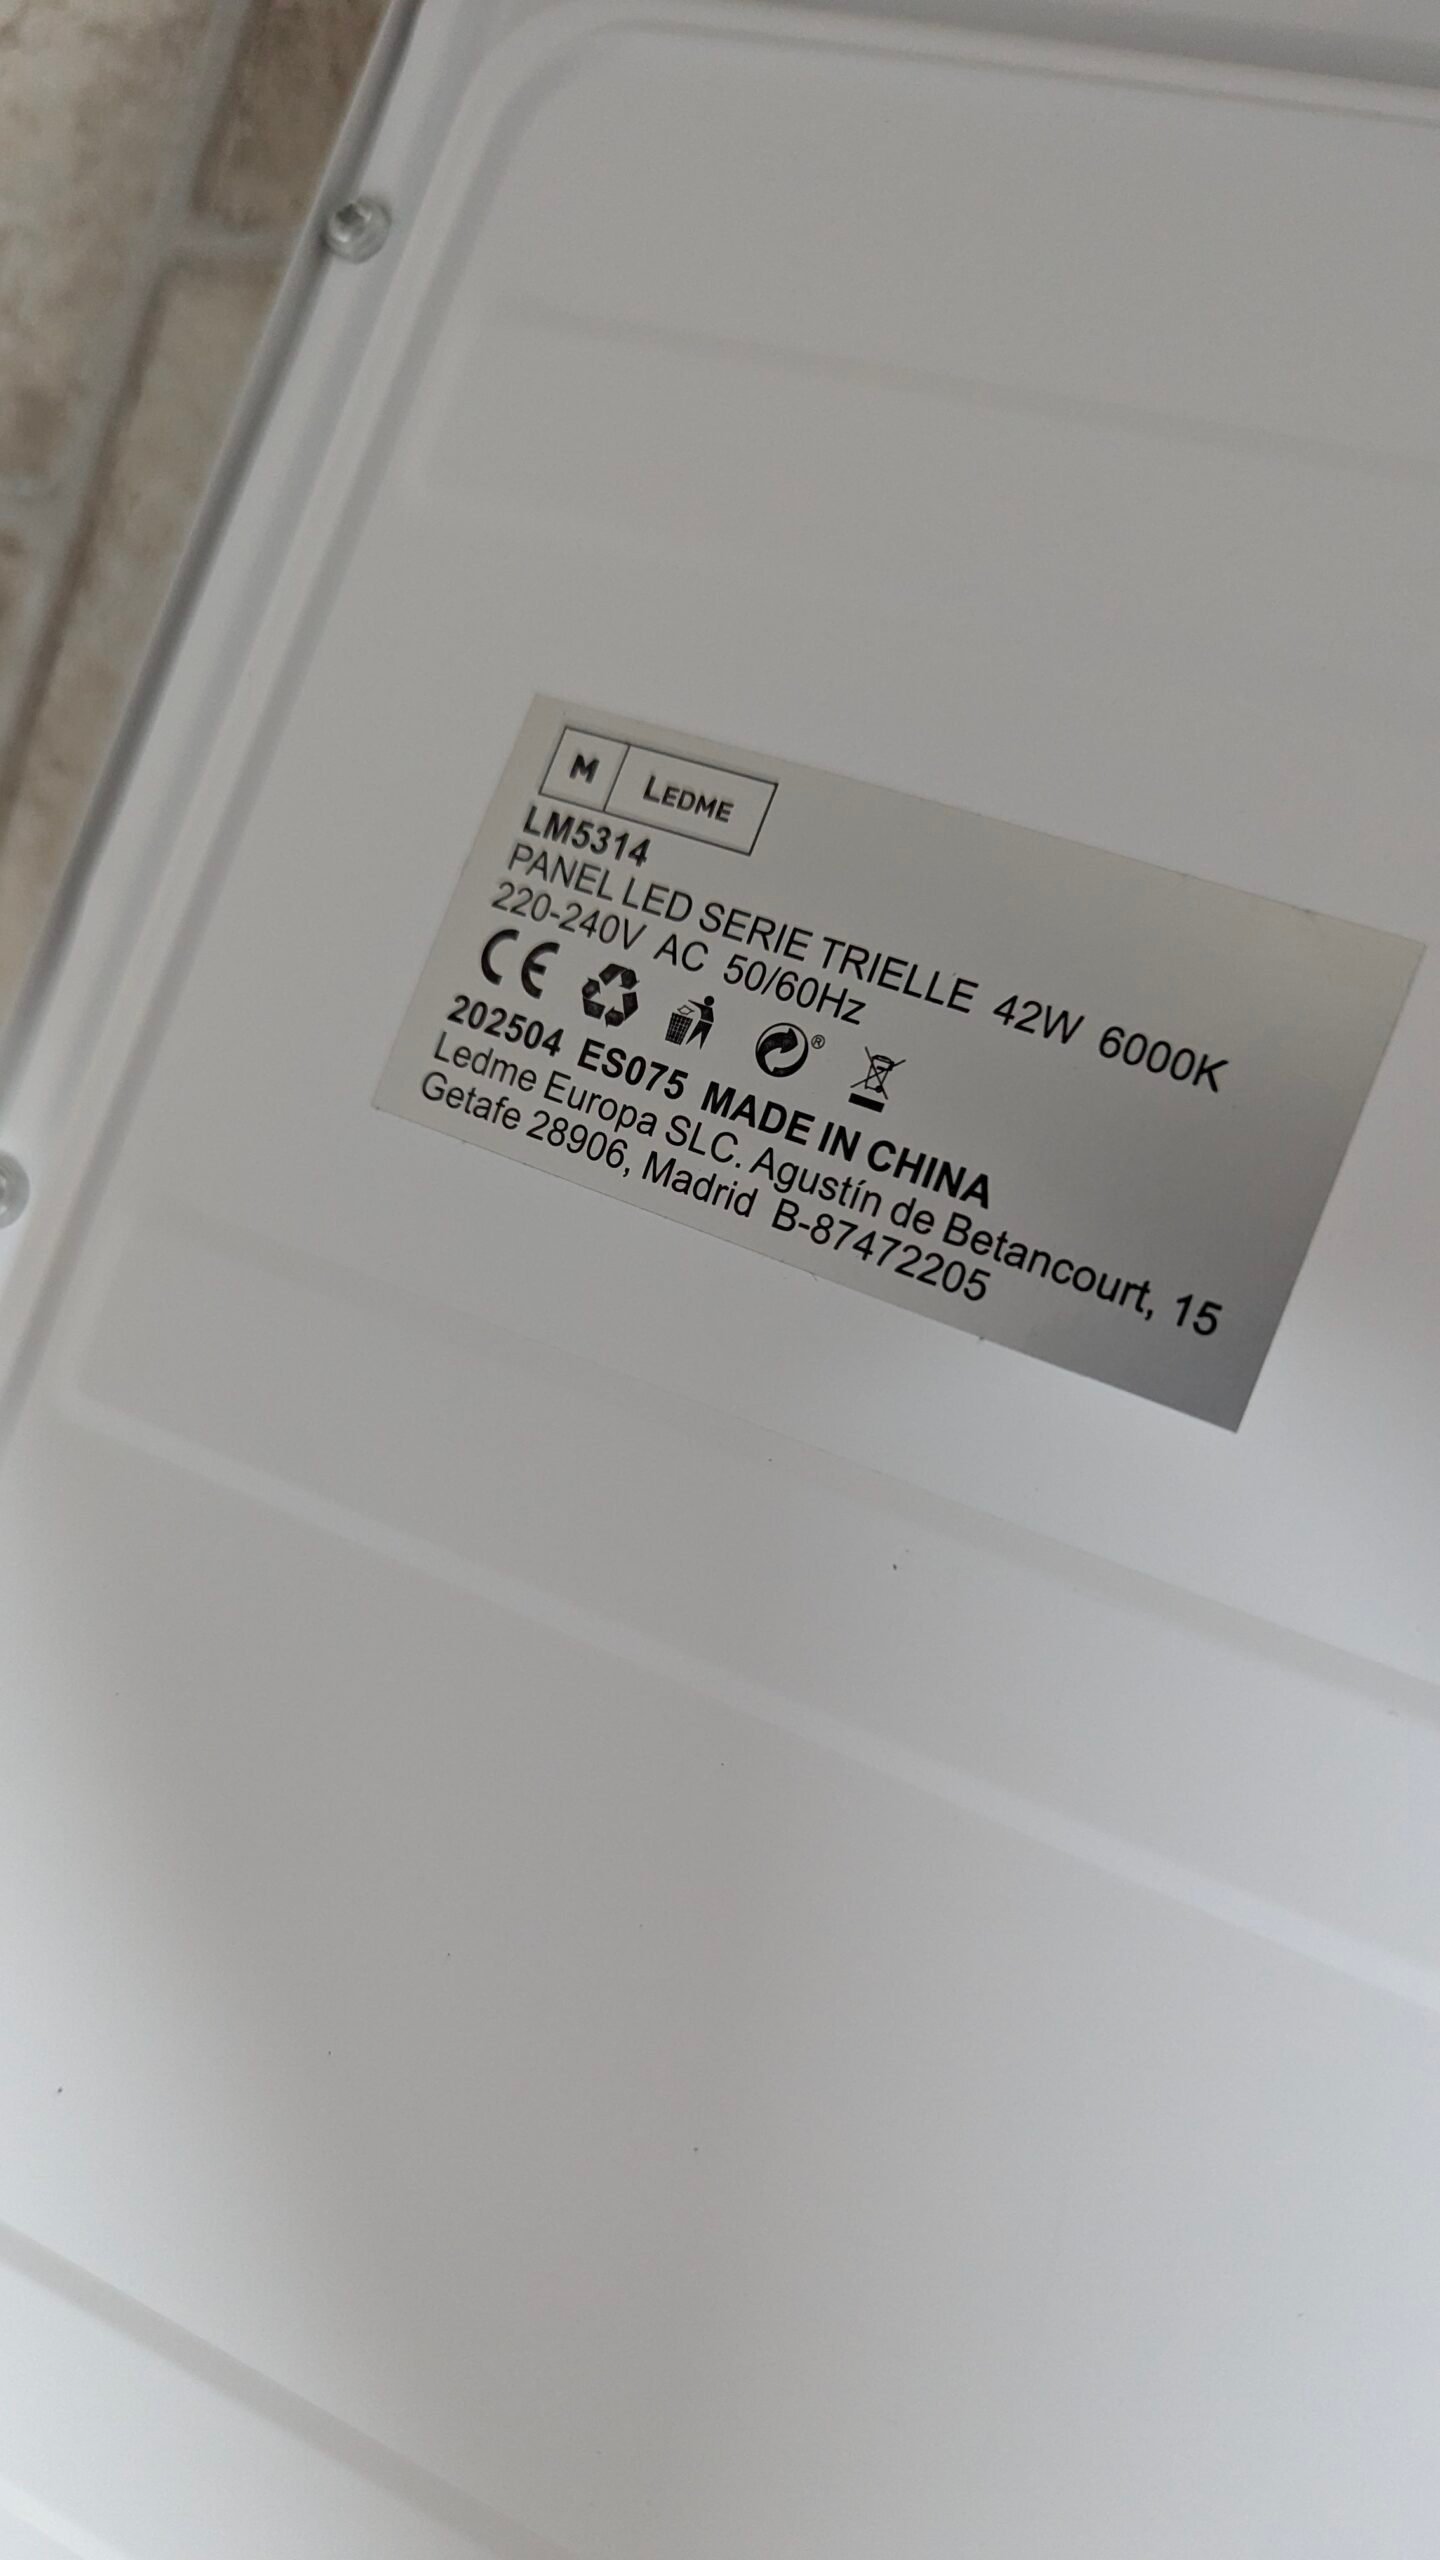 M LEDME
LM5314
PANEL LED SERIE TRIELLE 42W 6000K
220-240V AC 50/60Hz
CE ®
202504 ES075 MADE IN CHINA
Ledme Europa SLC. Agustín de Betancourt, 15
Getafe 28906, Madrid B-87472205